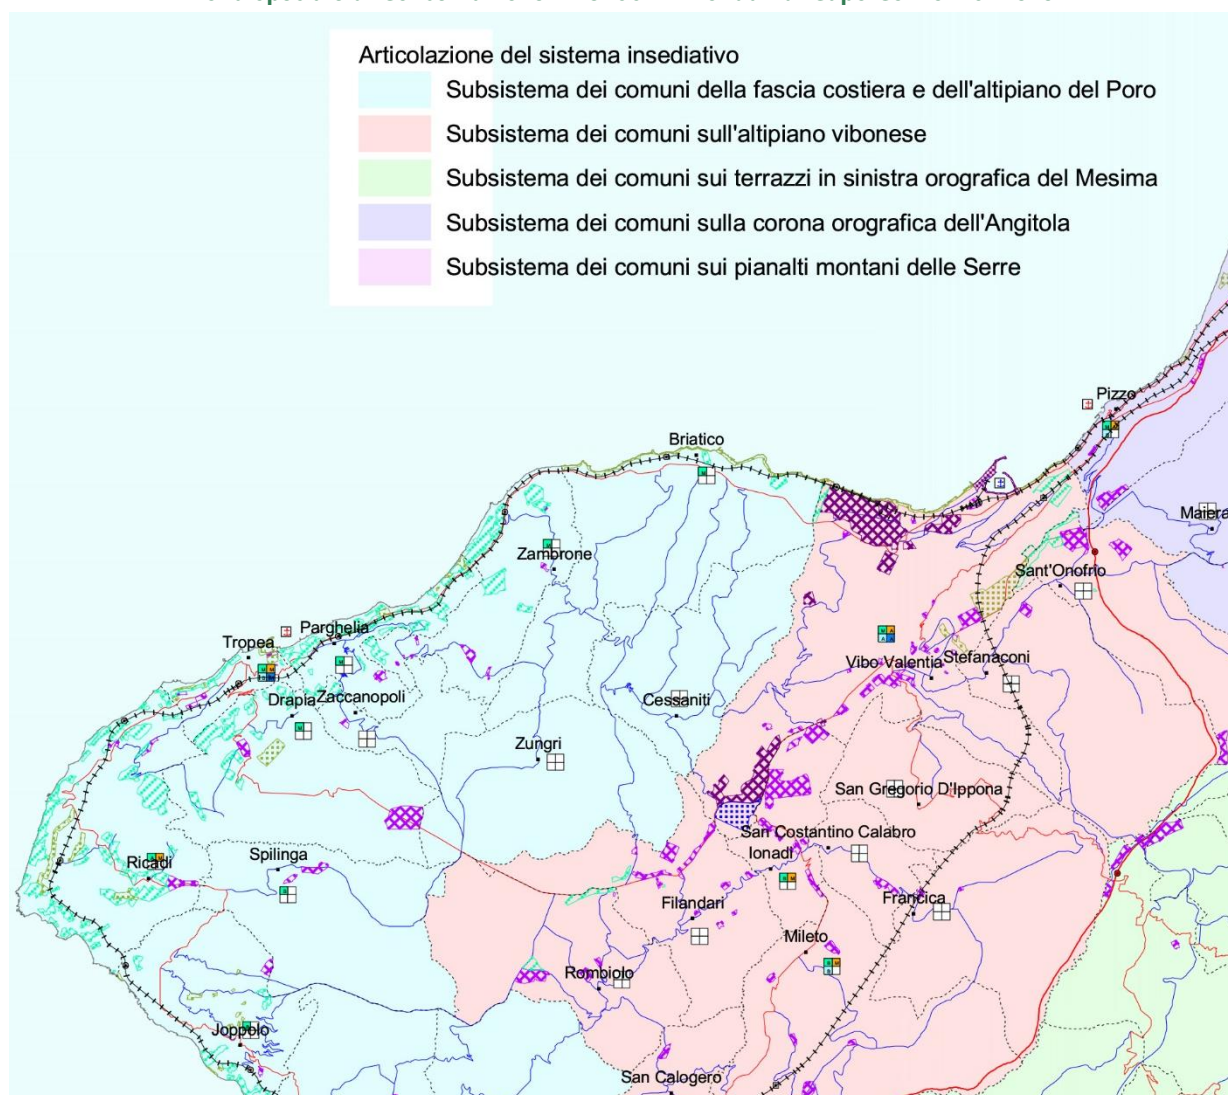 Articolazione del sistema insediativo
Subsistema dei comuni della fascia costiera e dell'altipiano del Poro
Subsistema dei comuni sull'altipiano vibonese
Subsistema dei comuni sui terrazzi in sinistra orografica del Mesima
Subsistema dei comuni sulla corona orografica dell'Angitola
Subsistema dei comuni sui pianalti montani delle Serre
Pizzo
Briatico
Maiera
Zambrone
Sant'Onofrio
Parghelia
Tropea
Vibo Valentia
Stefanaconi
Drapia
Zaccanopoli
Cessaniti
Zungri
San Gregorio D'Ippona
San Costantino Calabro
Ionadi
Ricadi
Spilinga
Filandari
Francica
Mileto
Rombiolo
Joppolo
San Calogero